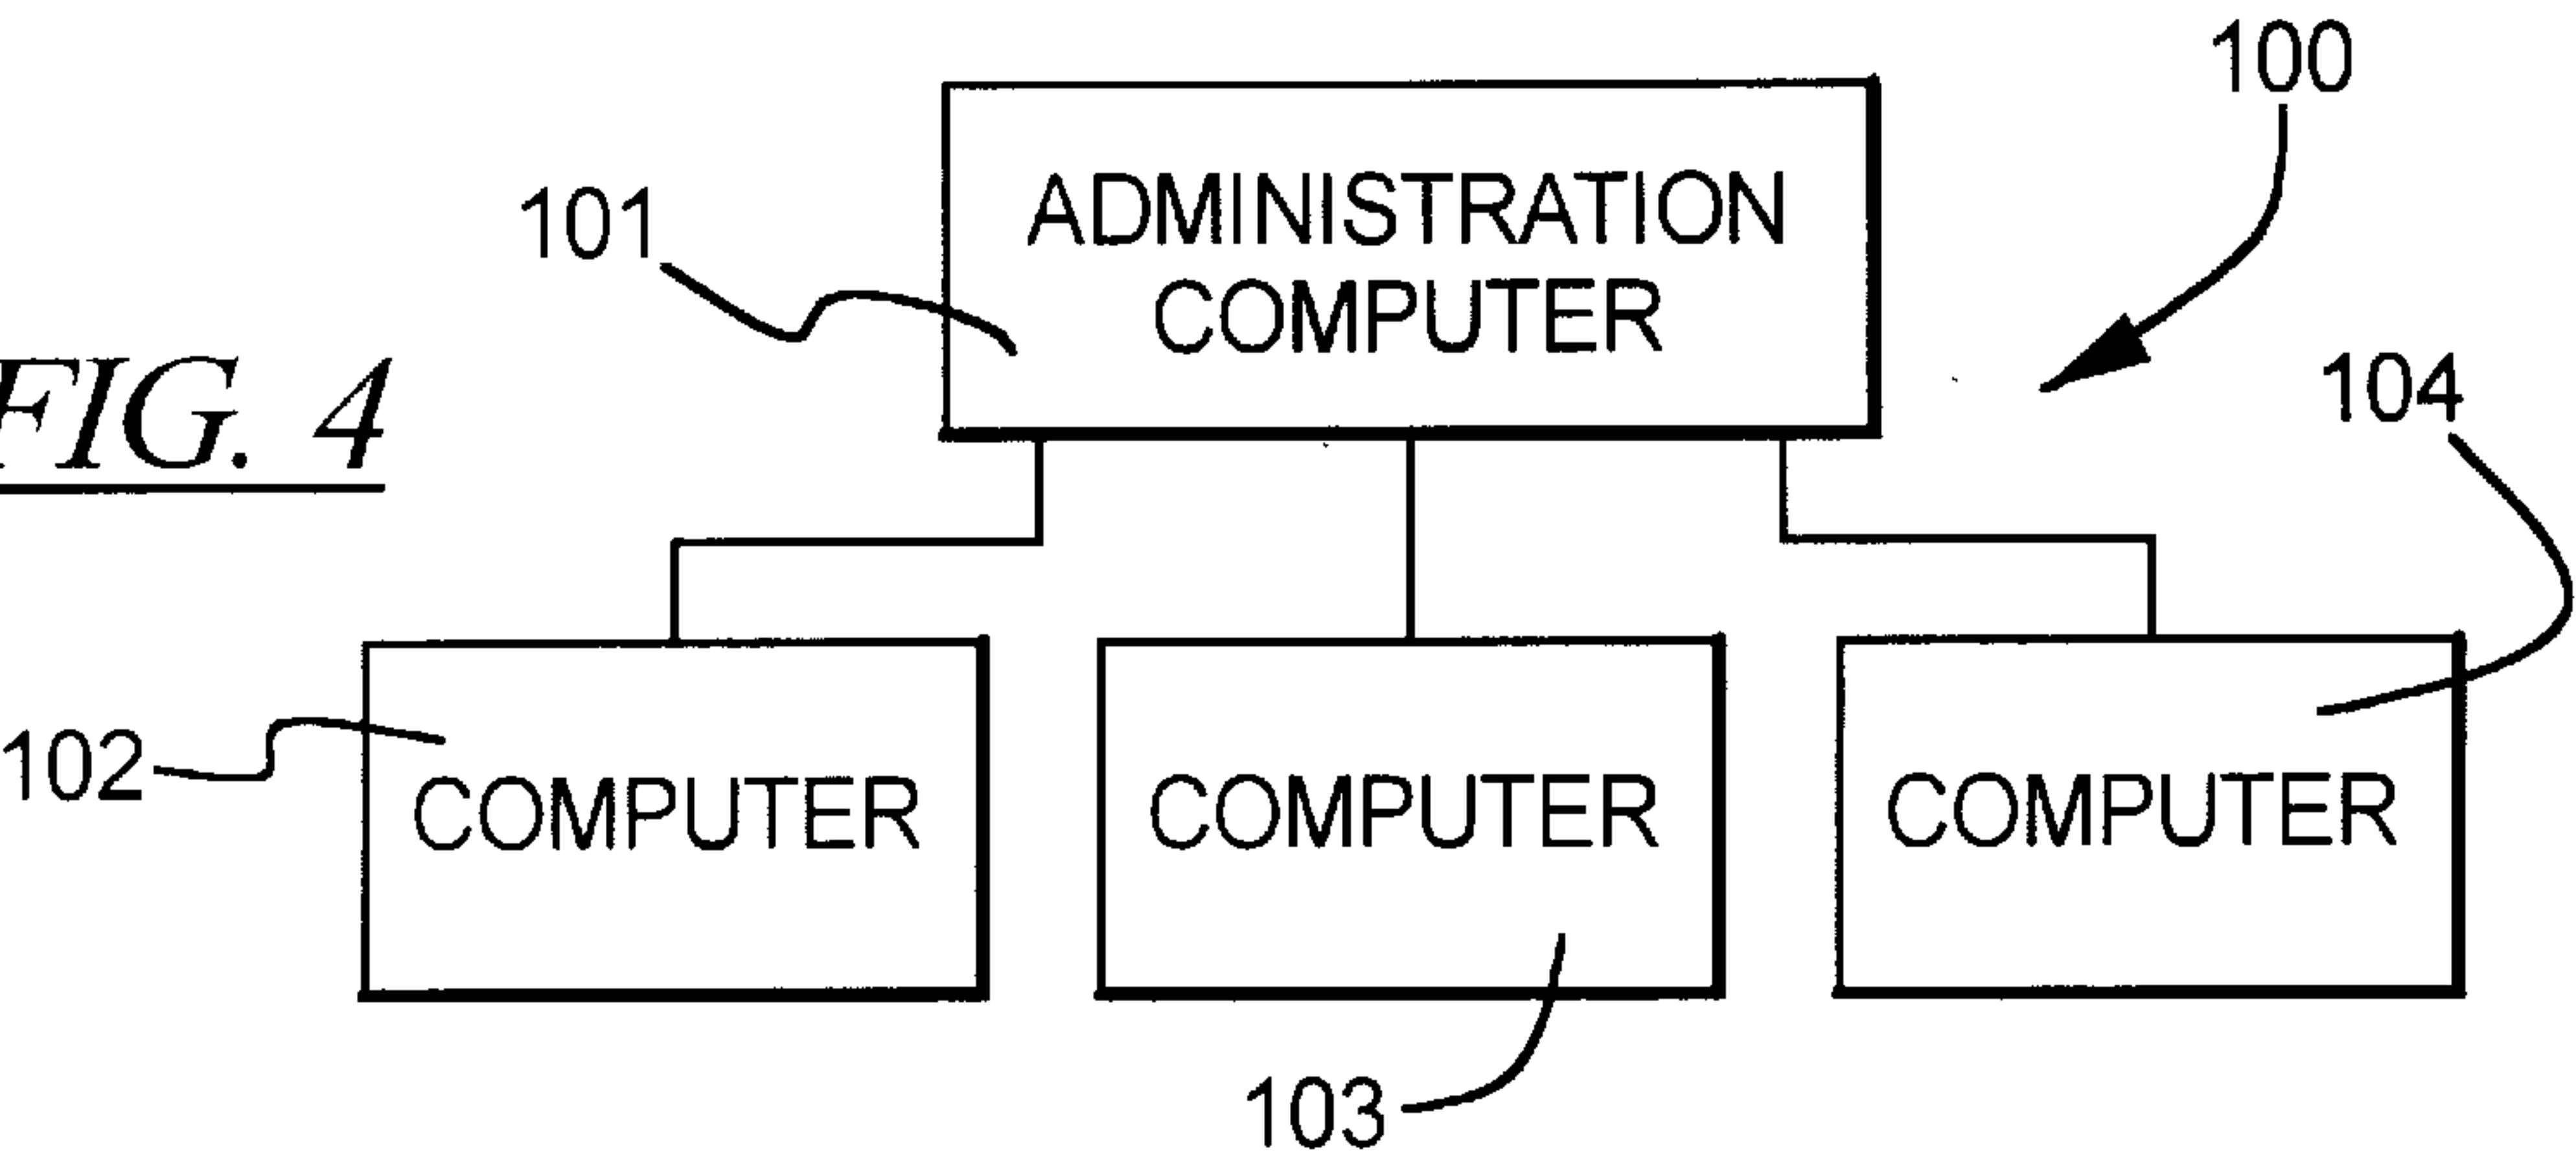 100
ADMINISTRATION
COMPUTER
101
FIG. 4
104
102
COMPUTER
COMPUTER
COMPUTER
103